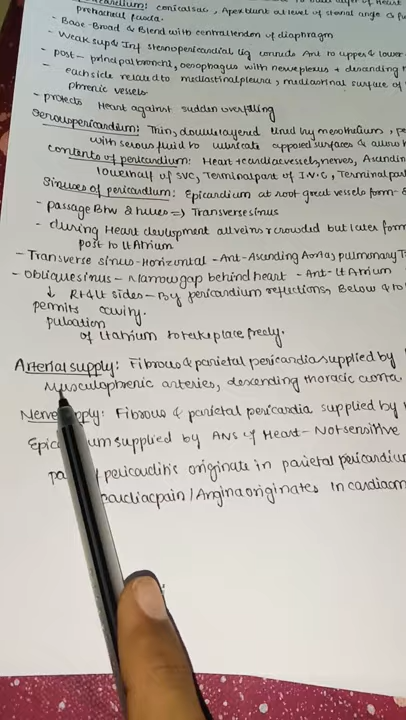 cardium: conicalsac, Apex blunt at level of sternal angle &
pretracheal fascia.
- Base-Broad & Blend with central tendon of diaphragm
- Weak sup & Inf sternopericardial lig connects Ant to upper & lower
- post - principal bronchi, oesophagus with nerve plexus + descending
- each side related to mediastinal pleura, mediastinal surface of
phrenic vessels
- protects Heart against sudden overfilling
Serous pericardium: Thin, double layered lined by mesothelium,
with serous fluid to lubricate apposed surfaces & allow
contents of pericardium: Heart + cardiac vessels, nerves, Ascending
lower half of SVC, Terminal part of I.V.C, Terminal part
Sinuses of pericardium: Epicardium at root great vessels form-
- passage Btw 2 tubes => Transverse sinus
- during Heart development all veins r crowded but later form
post to lt Atrium
- Transverse sinus - Horizontal - Ant- Ascending Aorta, pulmonary
- Oblique sinus - Narrow gap behind heart - Ant- Lt Atrium
↓ Rt & lt sides - By pericardium reflections, Below &
permits cavity.
pulsation
of lt atrium to take place freely.
Arterial supply: Fibrous & parietal pericardia supplied by
Musculophrenic arteries, descending thoracic aorta.
Nerve supply: Fibrous & parietal pericardia supplied by
Epic um supplied by ANS of Heart - Not sensitive
pa pericarditis originate in parietal pericardium
cardiac pain / Angina originates in cardiac m